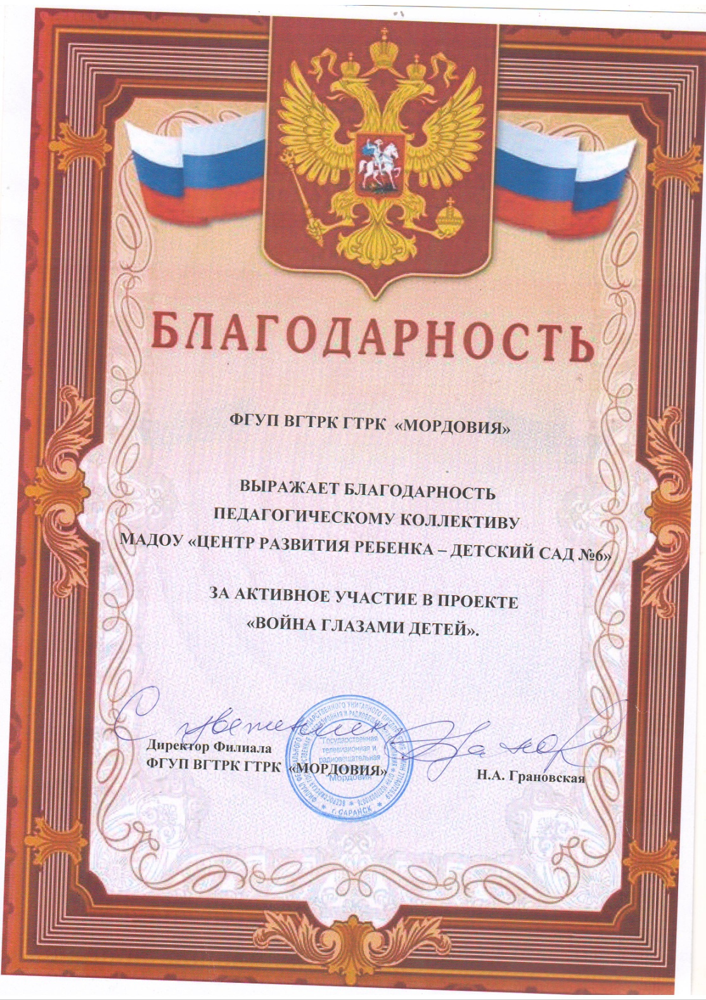 БЛАГОДАРНОСТЬ
ФГУП ВГТРК ГТРК «МОРДОВИЯ»
ВЫРАЖАЕТ БЛАГОДАРНОСТЬ
ПЕДАГОГИЧЕСКОМУ КОЛЛЕКТИВУ
МАДОУ «ЦЕНТР РАЗВИТИЯ РЕБЕНКА – ДЕТСКИЙ САД №6»
ЗА АКТИВНОЕ УЧАСТИЕ В ПРОЕКТЕ
«ВОЙНА ГЛАЗАМИ ДЕТЕЙ».
Директор Филиала
ФГУП ВГТРК ГТРК «МОРДОВИЯ»
Н.А. Грановская
"Государственная
телевизионная и
радиовещательная
"Мордовия"
г. САРАНСК